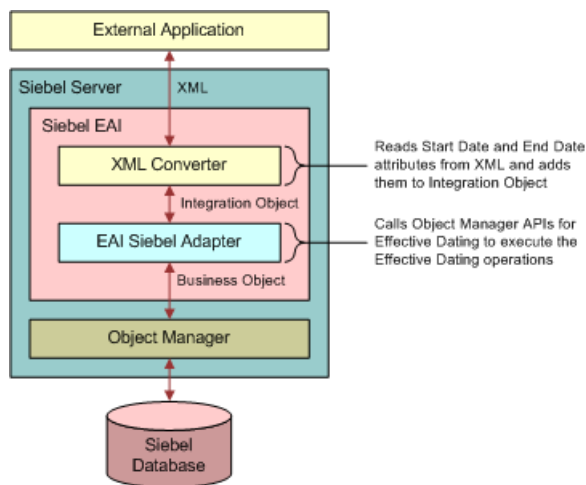 External Application
Siebel Server
XML
Siebel EAI
XML Converter
Reads Start Date and End Date
attributes from XML and adds
them to Integration Object
Integration Object
EAI Siebel Adapter
Calls Object Manager APIs for
Effective Dating to execute the
Effective Dating operations
Business Object
Object Manager
Siebel
Database